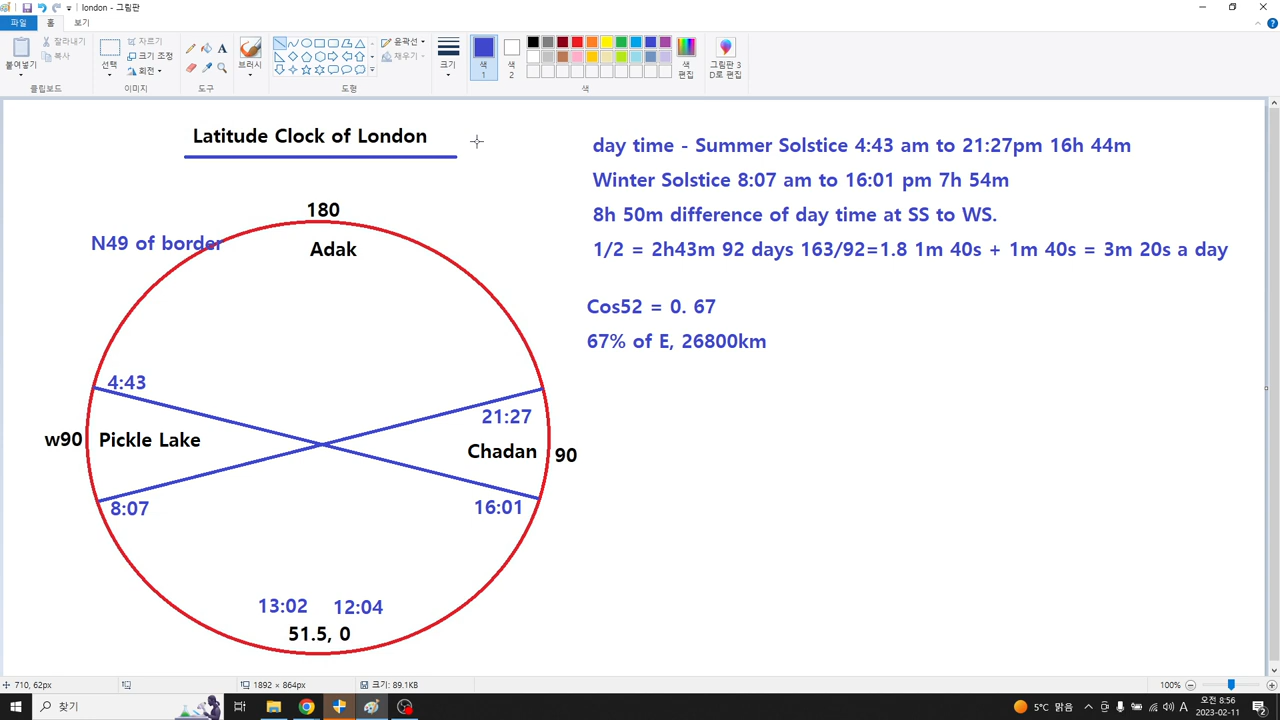 london - 그림판
파일
홈
보기
붙여넣기
잘라내기
복사
클립보드
선택
자르기
크기 조정
회전
이미지
A
도구
브러시
윤곽선
채우기
도형
크기
색
1
색
2
색
편집
색
그림판 3
D로 편집
Latitude Clock of London
180
N49 of border
Adak
4:43
21:27
w90
Pickle Lake
Chadan
90
8:07
16:01
13:02
12:04
51.5, 0
day time - Summer Solstice 4:43 am to 21:27pm 16h 44m
Winter Solstice 8:07 am to 16:01 pm 7h 54m
8h 50m difference of day time at SS to WS.
1/2 = 2h43m 92 days 163/92=1.8 1m 40s + 1m 40s = 3m 20s a day
Cos52 = 0. 67
67% of E, 26800km
710, 62px
1892 × 864px
크기: 89.1KB
100%
찾기
5°C 맑음
A
오전 8:56
2023-02-11
2